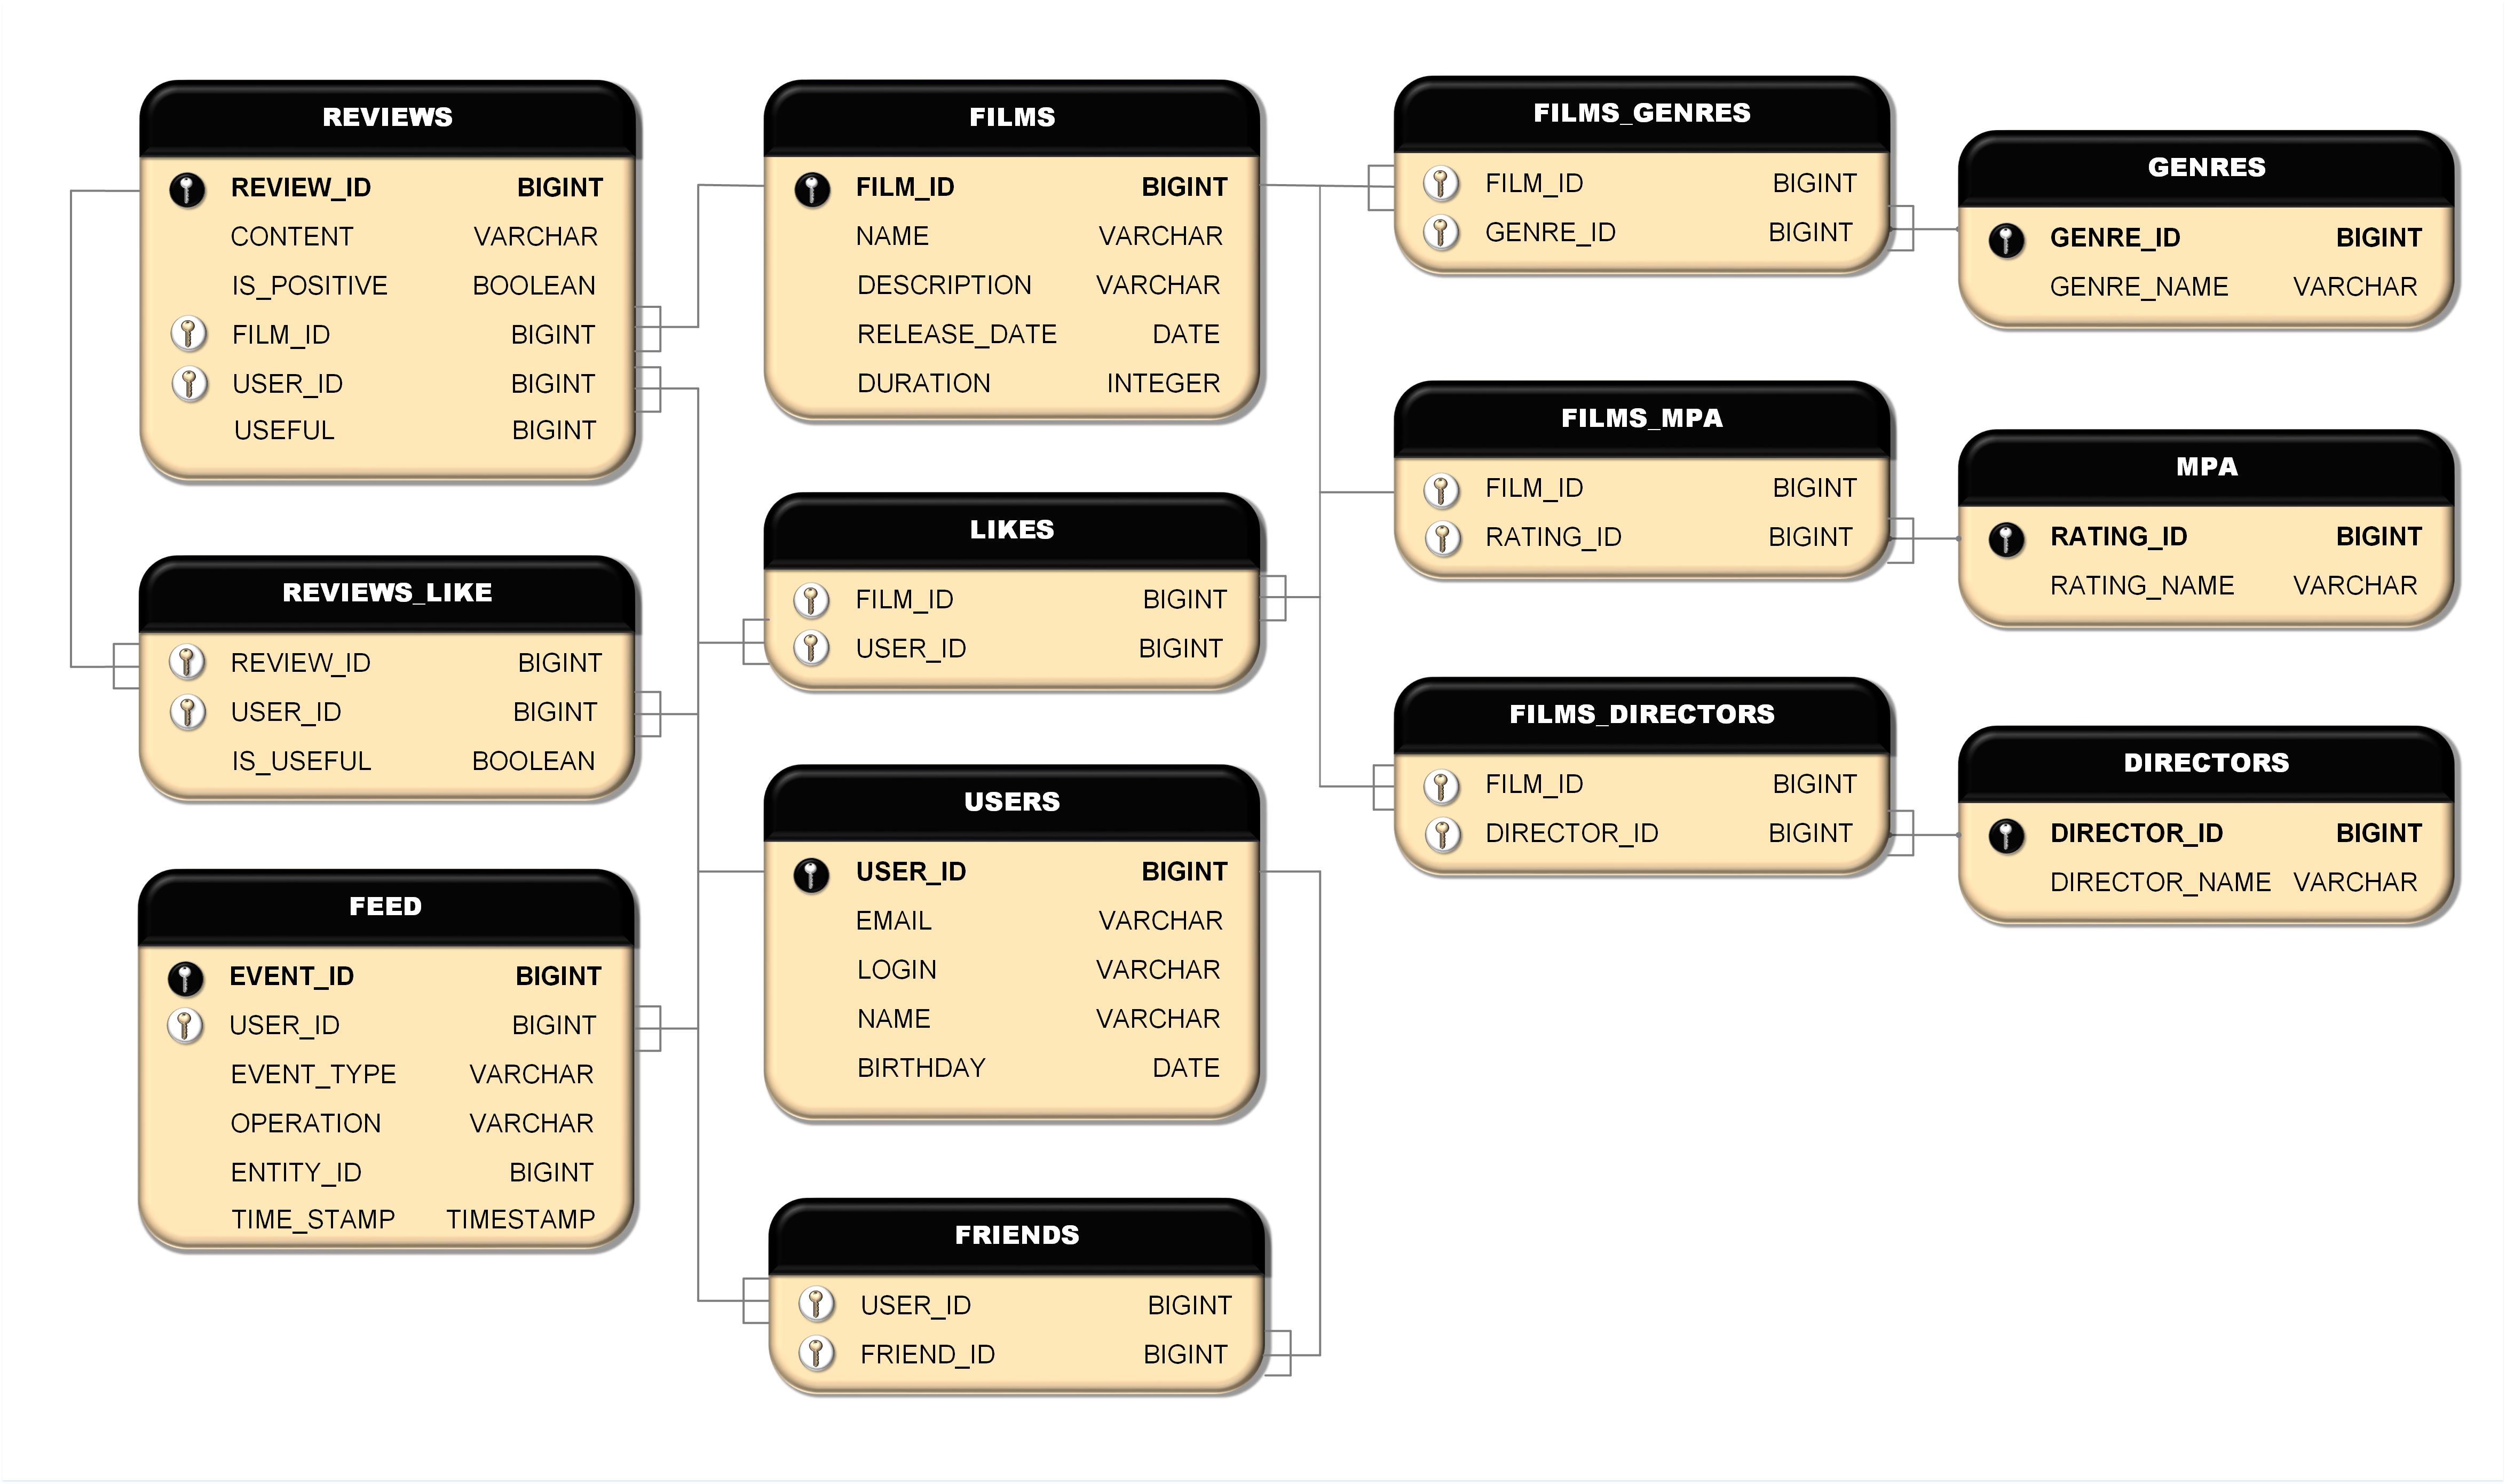 REVIEWS
REVIEW_ID BIGINT
CONTENT VARCHAR
IS_POSITIVE BOOLEAN
FILM_ID BIGINT
USER_ID BIGINT
USEFUL BIGINT
REVIEWS_LIKE
REVIEW_ID BIGINT
USER_ID BIGINT
IS_USEFUL BOOLEAN
FEED
EVENT_ID BIGINT
USER_ID BIGINT
EVENT_TYPE VARCHAR
OPERATION VARCHAR
ENTITY_ID BIGINT
TIME_STAMP TIMESTAMP
FILMS
FILM_ID BIGINT
NAME VARCHAR
DESCRIPTION VARCHAR
RELEASE_DATE DATE
DURATION INTEGER
LIKES
FILM_ID BIGINT
USER_ID BIGINT
USERS
USER_ID BIGINT
EMAIL VARCHAR
LOGIN VARCHAR
NAME VARCHAR
BIRTHDAY DATE
FRIENDS
USER_ID BIGINT
FRIEND_ID BIGINT
FILMS_GENRES
FILM_ID BIGINT
GENRE_ID BIGINT
FILMS_MPA
FILM_ID BIGINT
RATING_ID BIGINT
FILMS_DIRECTORS
FILM_ID BIGINT
DIRECTOR_ID BIGINT
GENRES
GENRE_ID BIGINT
GENRE_NAME VARCHAR
MPA
RATING_ID BIGINT
RATING_NAME VARCHAR
DIRECTORS
DIRECTOR_ID BIGINT
DIRECTOR_NAME VARCHAR